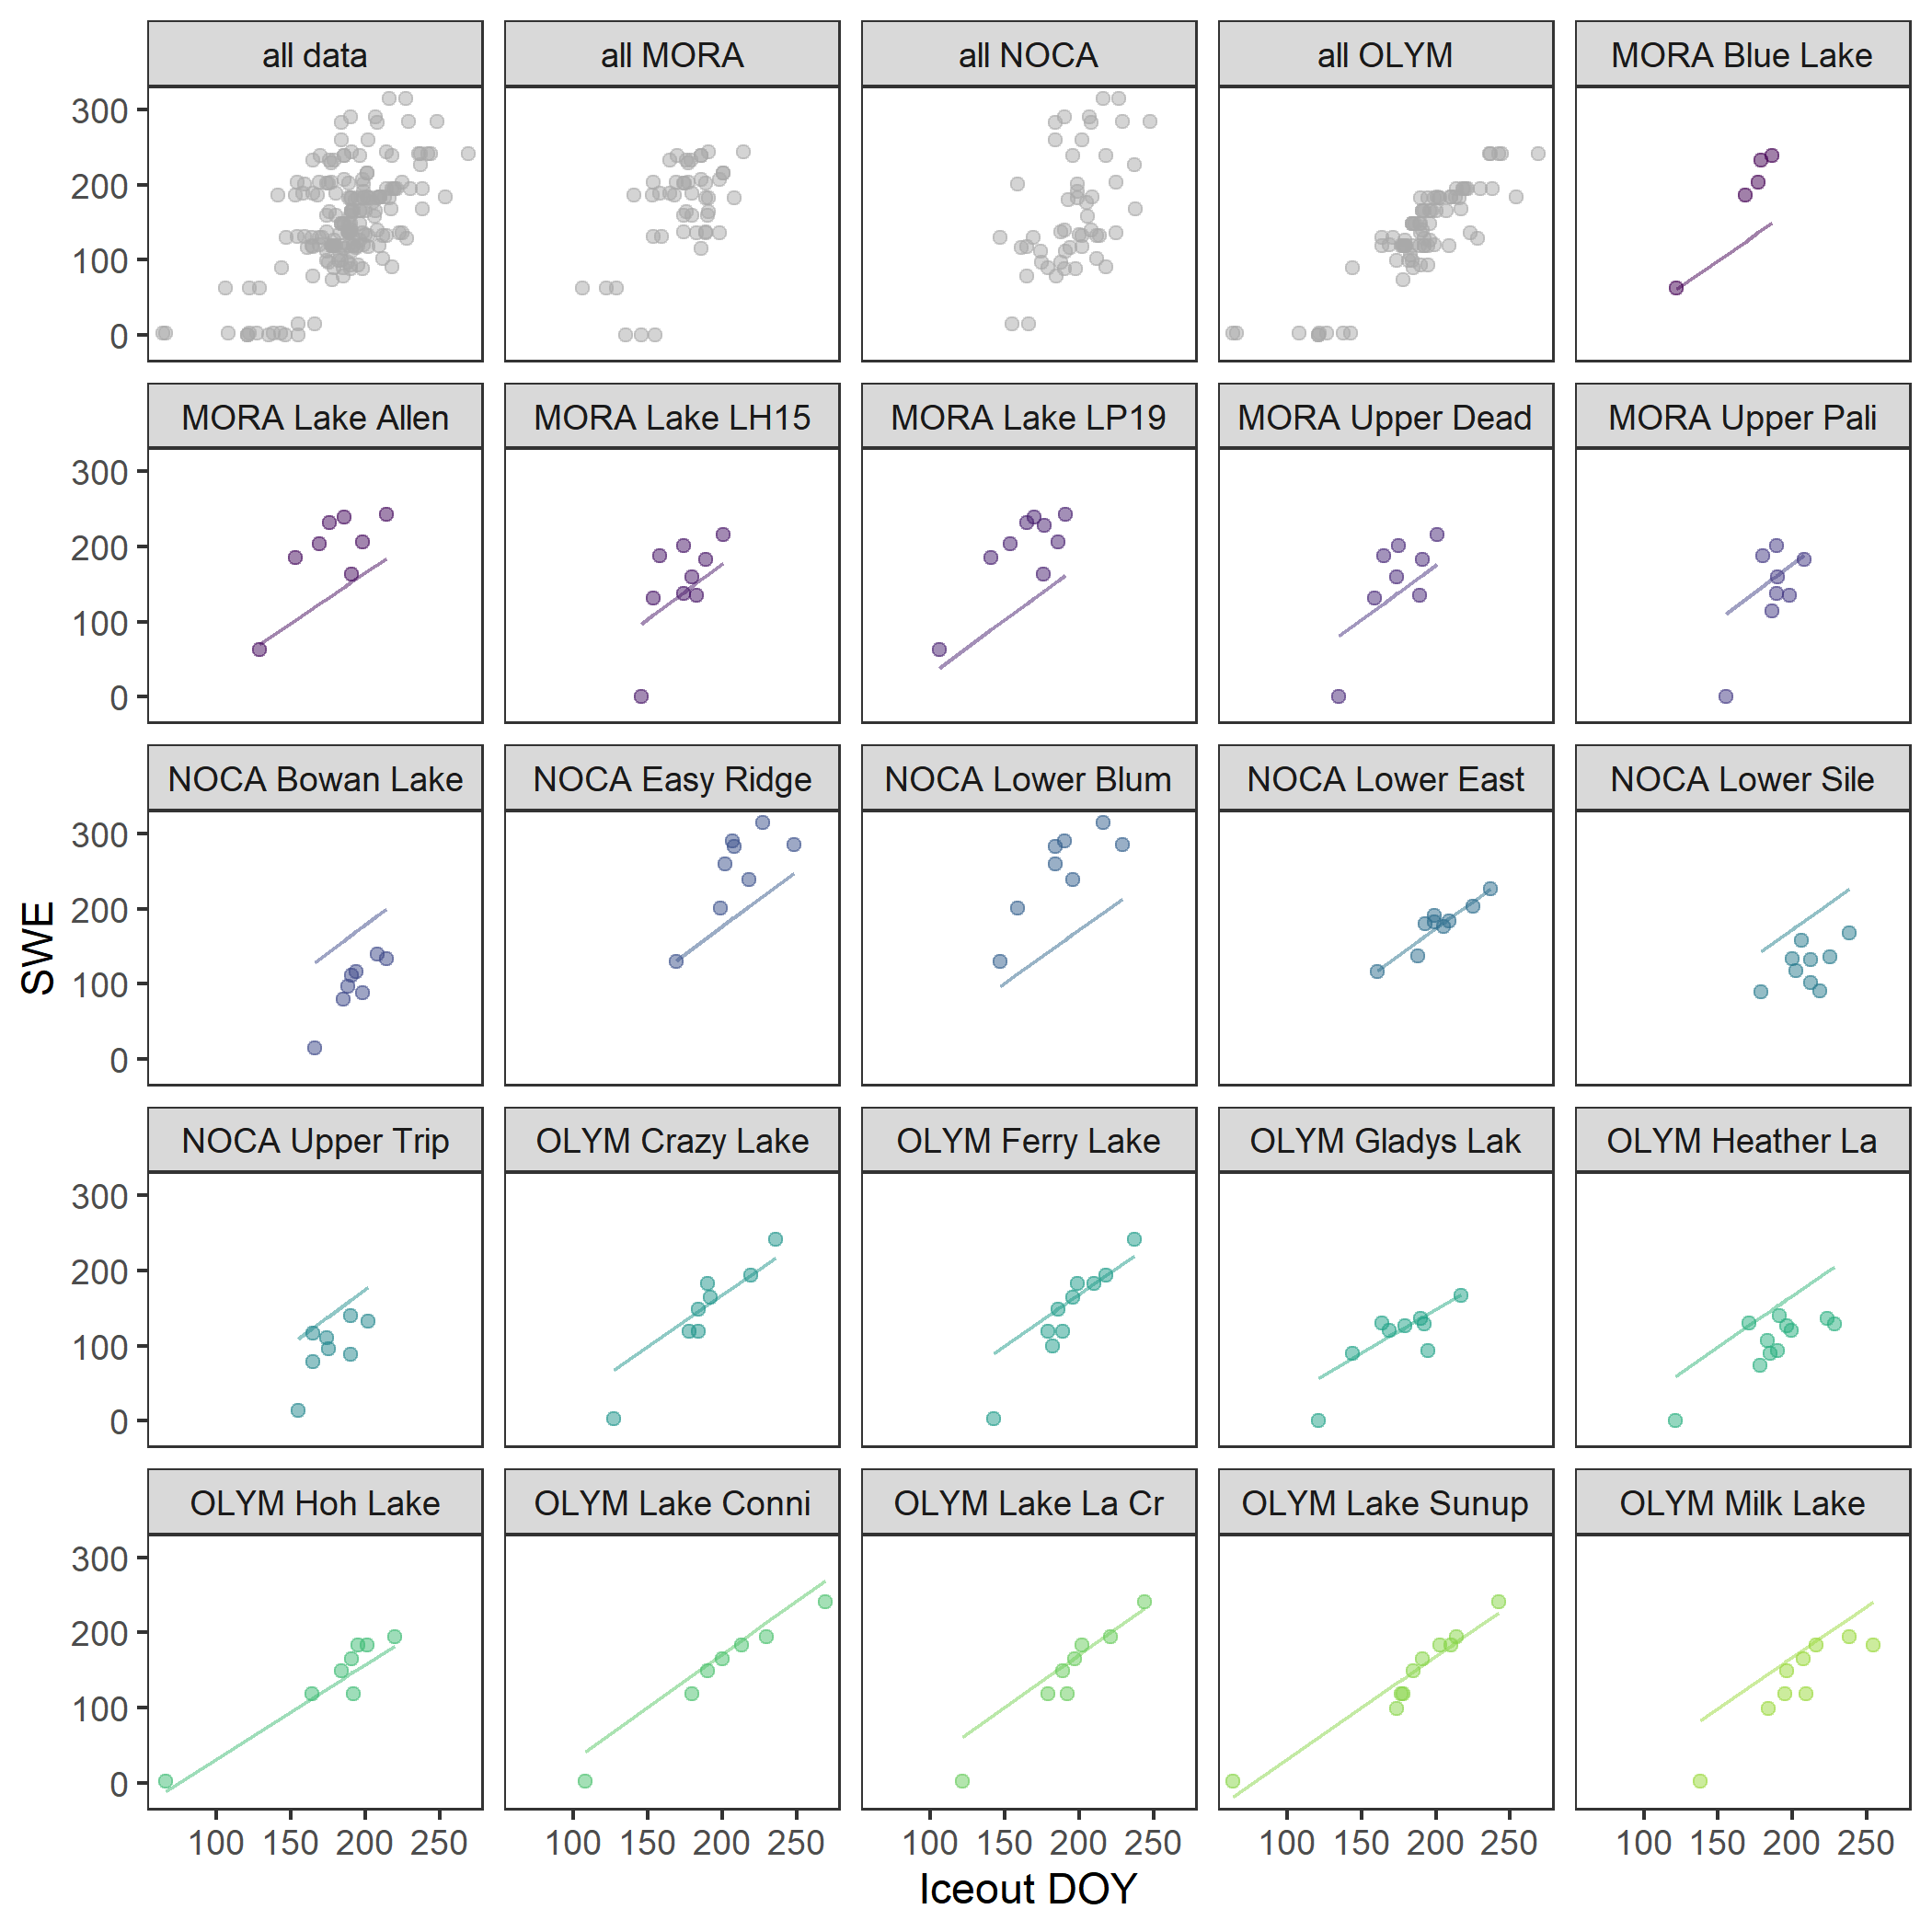 all data
all MORA
all NOCA
all OLYM
MORA Blue Lake
300
200
100
0
MORA Lake Allen
MORA Lake LH15
MORA Lake LP19
MORA Upper Dead
MORA Upper Pali
300
200
100
0
NOCA Bowan Lake
NOCA Easy Ridge
NOCA Lower Blum
NOCA Lower East
NOCA Lower Sile
300
200
100
0
SWE
NOCA Upper Trip
OLYM Crazy Lake
OLYM Ferry Lake
OLYM Gladys Lak
OLYM Heather La
300
200
100
0
OLYM Hoh Lake
OLYM Lake Conni
OLYM Lake La Cr
OLYM Lake Sunup
OLYM Milk Lake
300
200
100
0
100 150 200 250
100 150 200 250
100 150 200 250
100 150 200 250
100 150 200 250
Iceout DOY